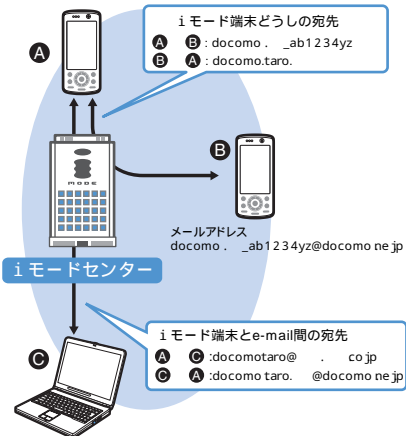 iモード端末どうしの宛先
A B : docomo . _ab1234yz
B A : docomo.taro.
A
B
MODE
メールアドレス
docomo . _ab1234yz@docomo ne jp
iモードセンター
iモード端末とe-mail間の宛先
A C :docomotaro@ . co jp
C A :docomo taro. @docomo ne jp
C